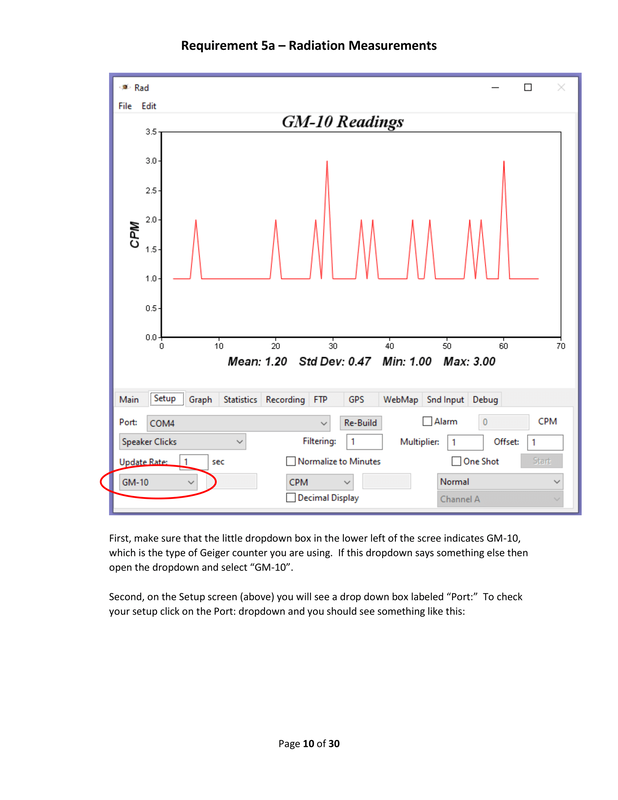 Requirement 5a – Radiation Measurements
Rad
File Edit
GM-10 Readings
3.5
3.0
2.5
2.0
1.5
1.0
0.5
0.0
CPM
0 10 20 30 40 50 60 70
Mean: 1.20 Std Dev: 0.47 Min: 1.00 Max: 3.00
Main Setup Graph Statistics Recording FTP GPS WebMap Snd Input Debug
Port: COM4 Re-Build Alarm 0 CPM
Speaker Clicks Filtering: 1 Multiplier: 1 Offset: 1
Update Rate: 1 sec Normalize to Minutes One Shot Start
GM-10 CPM Normal
Decimal Display Channel A
First, make sure that the little dropdown box in the lower left of the scree indicates GM-10,
which is the type of Geiger counter you are using. If this dropdown says something else then
open the dropdown and select “GM-10”.
Second, on the Setup screen (above) you will see a drop down box labeled “Port:” To check
your setup click on the Port: dropdown and you should see something like this:
Page 10 of 30